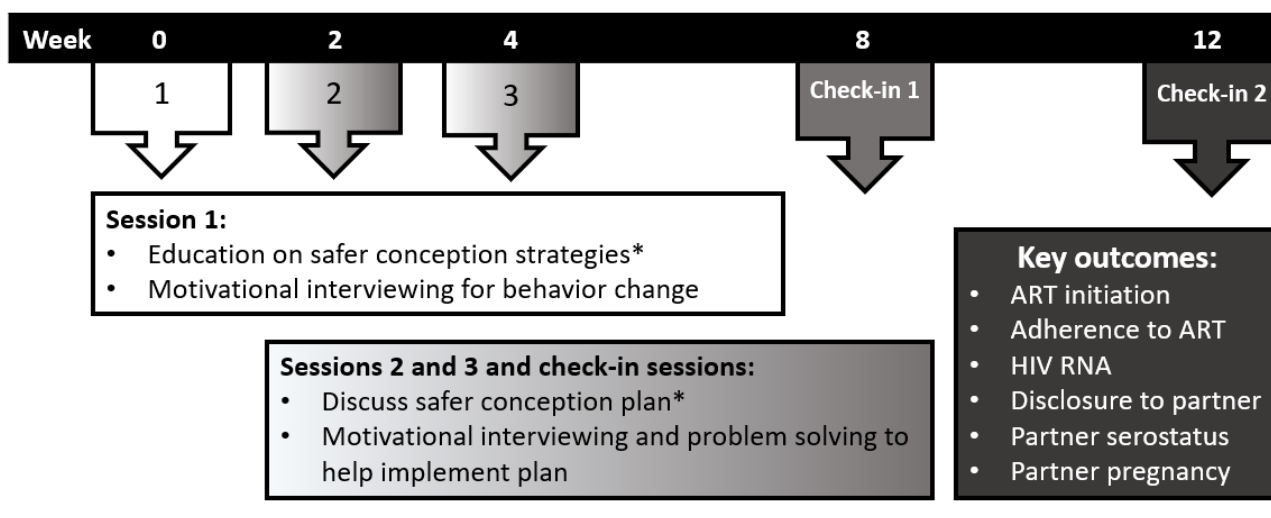 Week 0 2 4 8 12
1 2 3 Check-in 1 Check-in 2
Session 1:
• Education on safer conception strategies*
• Motivational interviewing for behavior change
Sessions 2 and 3 and check-in sessions:
• Discuss safer conception plan*
• Motivational interviewing and problem solving to
help implement plan
Key outcomes:
• ART initiation
• Adherence to ART
• HIV RNA
• Disclosure to partner
• Partner serostatus
• Partner pregnancy